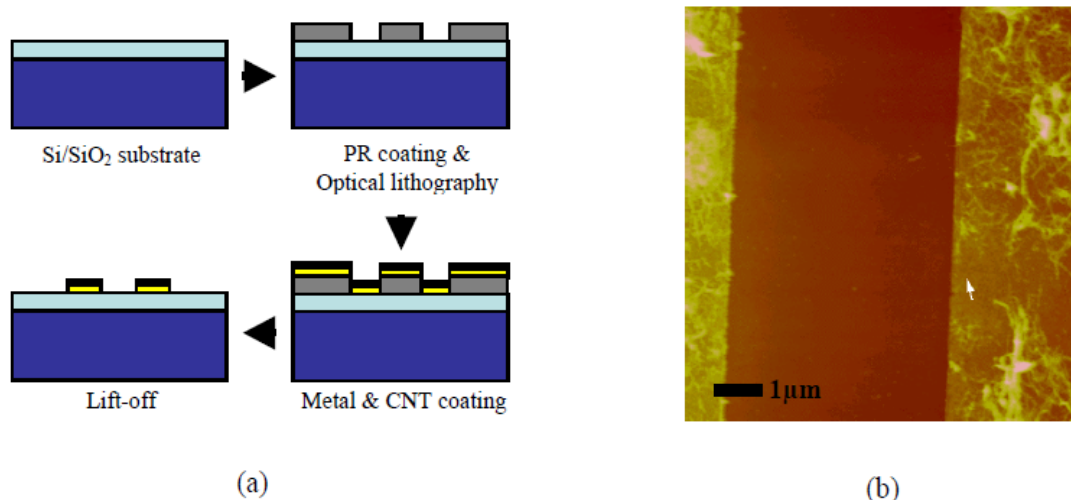 Si/SiO₂ substrate
PR coating &
Optical lithography
Lift-off
Metal & CNT coating
1μm
(a)
(b)